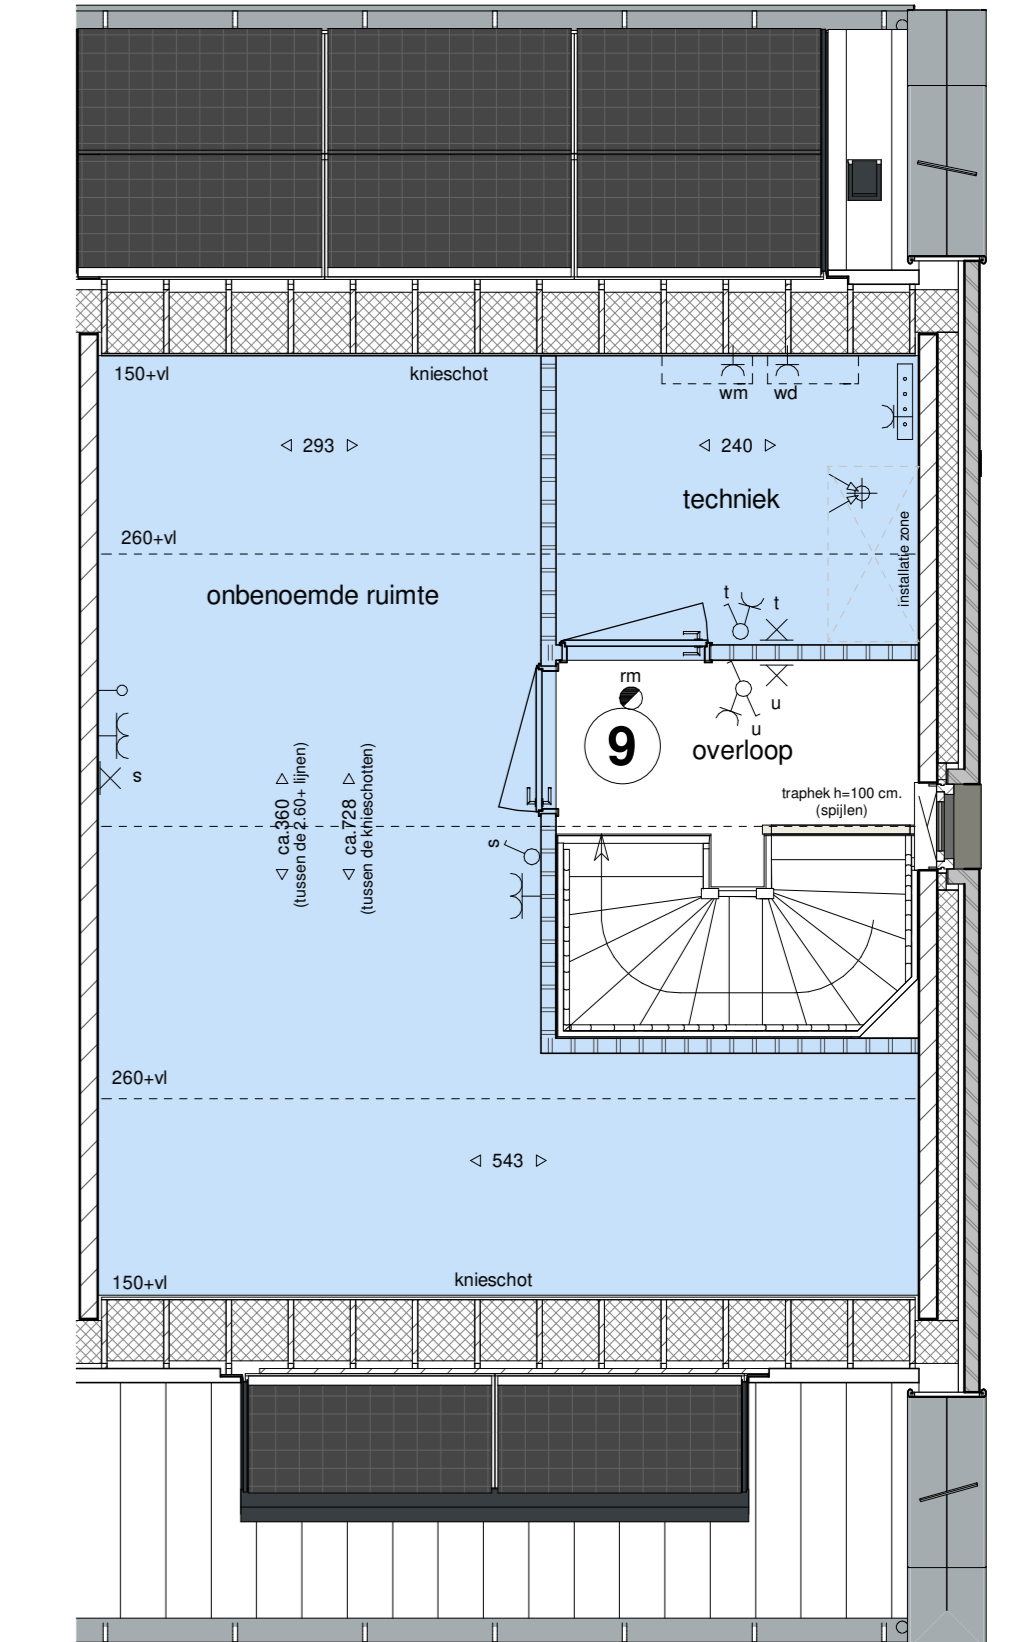 150+vl
knieschot
wm
wd
293
240
techniek
260+vl
installatie zone
onbenoemde ruimte
t
t
rm
u
u
9
overloop
s
traphek h=100 cm.
(spijlen)
ca.360
(tussen de 2.60+ lijnen)
ca.728
(tussen de knieschotten)
s
260+vl
543
150+vl
knieschot